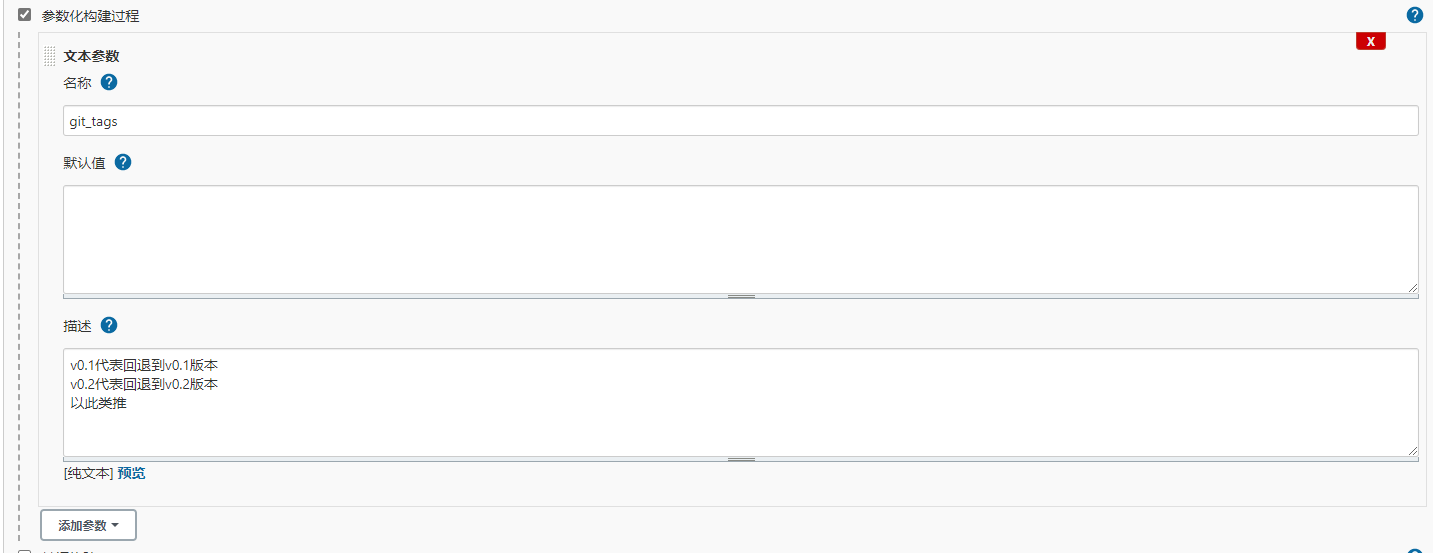 参数化构建过程
X
文本参数
名称
git_tags
默认值
描述
v0.1代表回退到v0.1版本
v0.2代表回退到v0.2版本
以此类推
[纯文本] 预览
添加参数